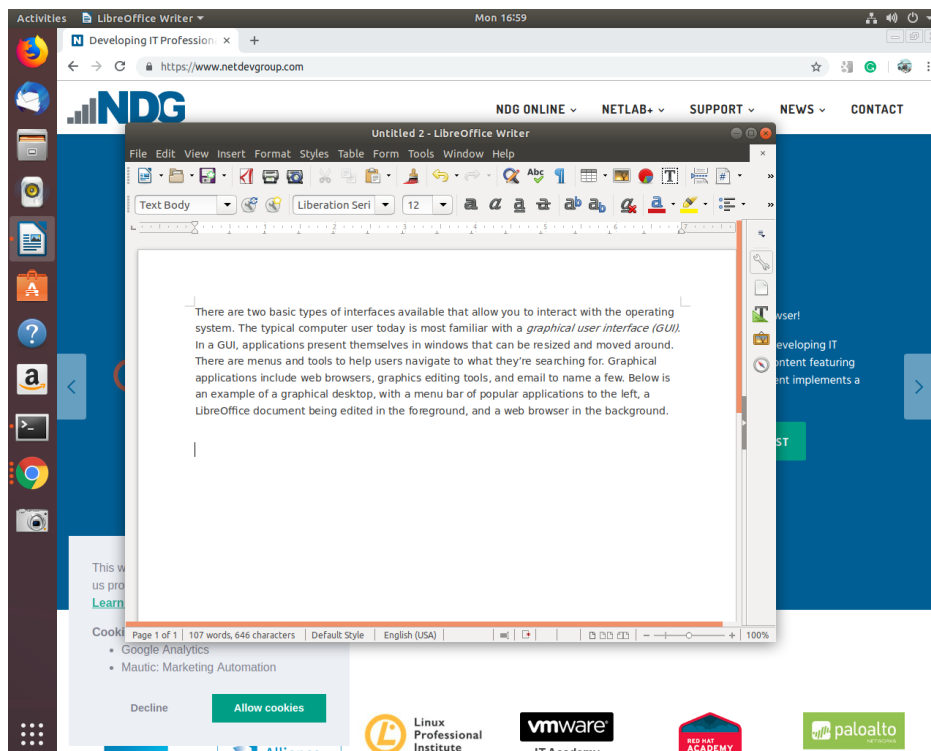 Activities LibreOffice Writer Mon 16:59
Developing IT Profession
https://www.netdevgroup.com
NDG NDG ONLINE NETLAB+ SUPPORT NEWS CONTACT
Untitled 2 - LibreOffice Writer
File Edit View Insert Format Styles Table Form Tools Window Help
Text Body Liberation Seri 12
There are two basic types of interfaces available that allow you to interact with the operating
system. The typical computer user today is most familiar with a graphical user interface (GUI).
In a GUI, applications present themselves in windows that can be resized and moved around.
There are menus and tools to help users navigate to what they're searching for. Graphical
applications include web browsers, graphics editing tools, and email to name a few. Below is
an example of a graphical desktop, with a menu bar of popular applications to the left, a
LibreOffice document being edited in the foreground, and a web browser in the background.
wser!
eveloping IT
ntent featuring
ent implements a
ST
This w
us pro
Learn
Cooki
Page 1 of 1 107 words, 646 characters Default Style English (USA) 100%
Google Analytics
Mautic: Marketing Automation
Decline Allow cookies
Linux
Professional
Institute
vmware
IT Academy
RED HAT
ACADEMY
paloalto
NETWORKS